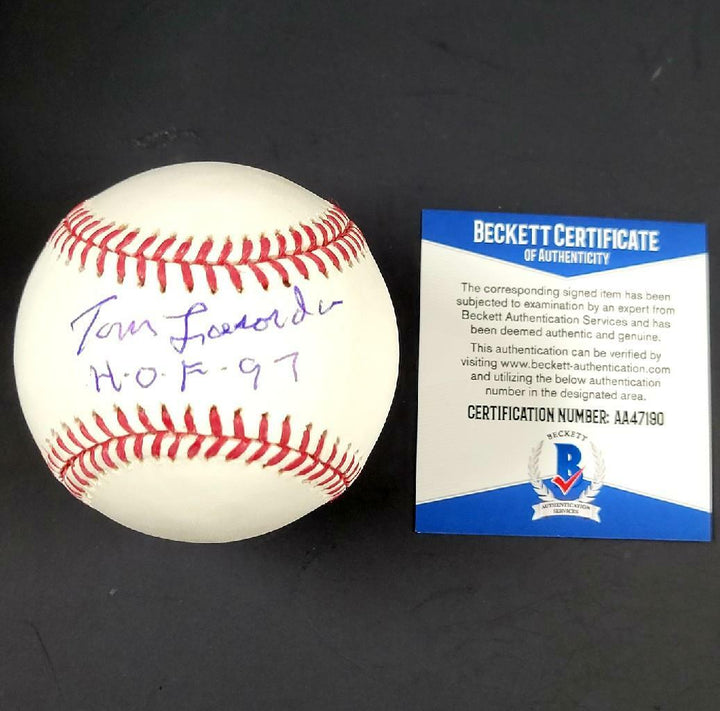 Tom Lasorda
H.O.F.-97
BECKETT CERTIFICATE
OF AUTHENTICITY
The corresponding signed item has been
subjected to examination by an expert from
Beckett Authentication Services and has
been deemed authentic and genuine.
This authentication can be verified by
visiting www.beckett-authentication.com
and utilizing the below authentication
number in the designated area.
CERTIFICATION NUMBER: AA47190
BECKETT
B
AUTHENTICATION
SERVICES